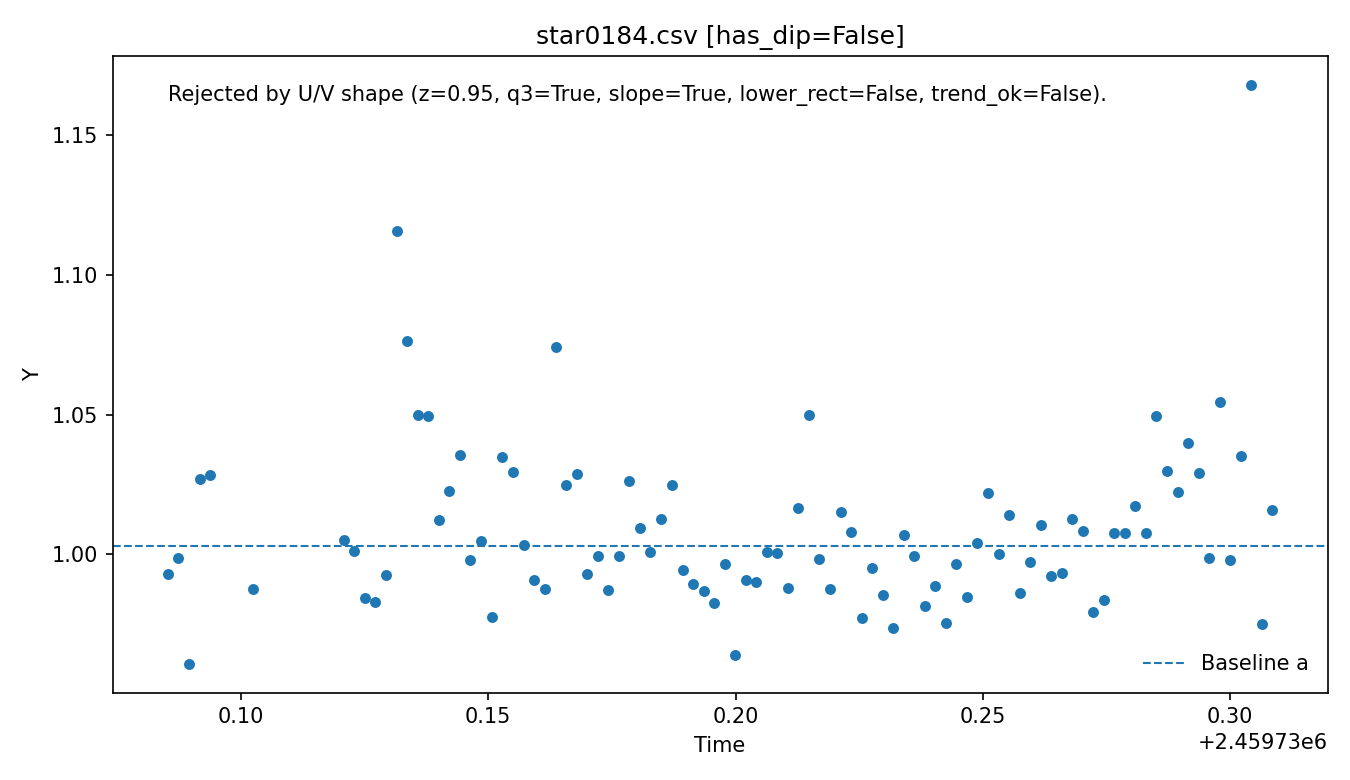 star0184.csv [has_dip=False]
Rejected by U/V shape (z=0.95, q3=True, slope=True, lower_rect=False, trend_ok=False).
Y
1.15
1.10
1.05
1.00
Baseline a
0.10 0.15 0.20 0.25 0.30
Time
+2.45973e6